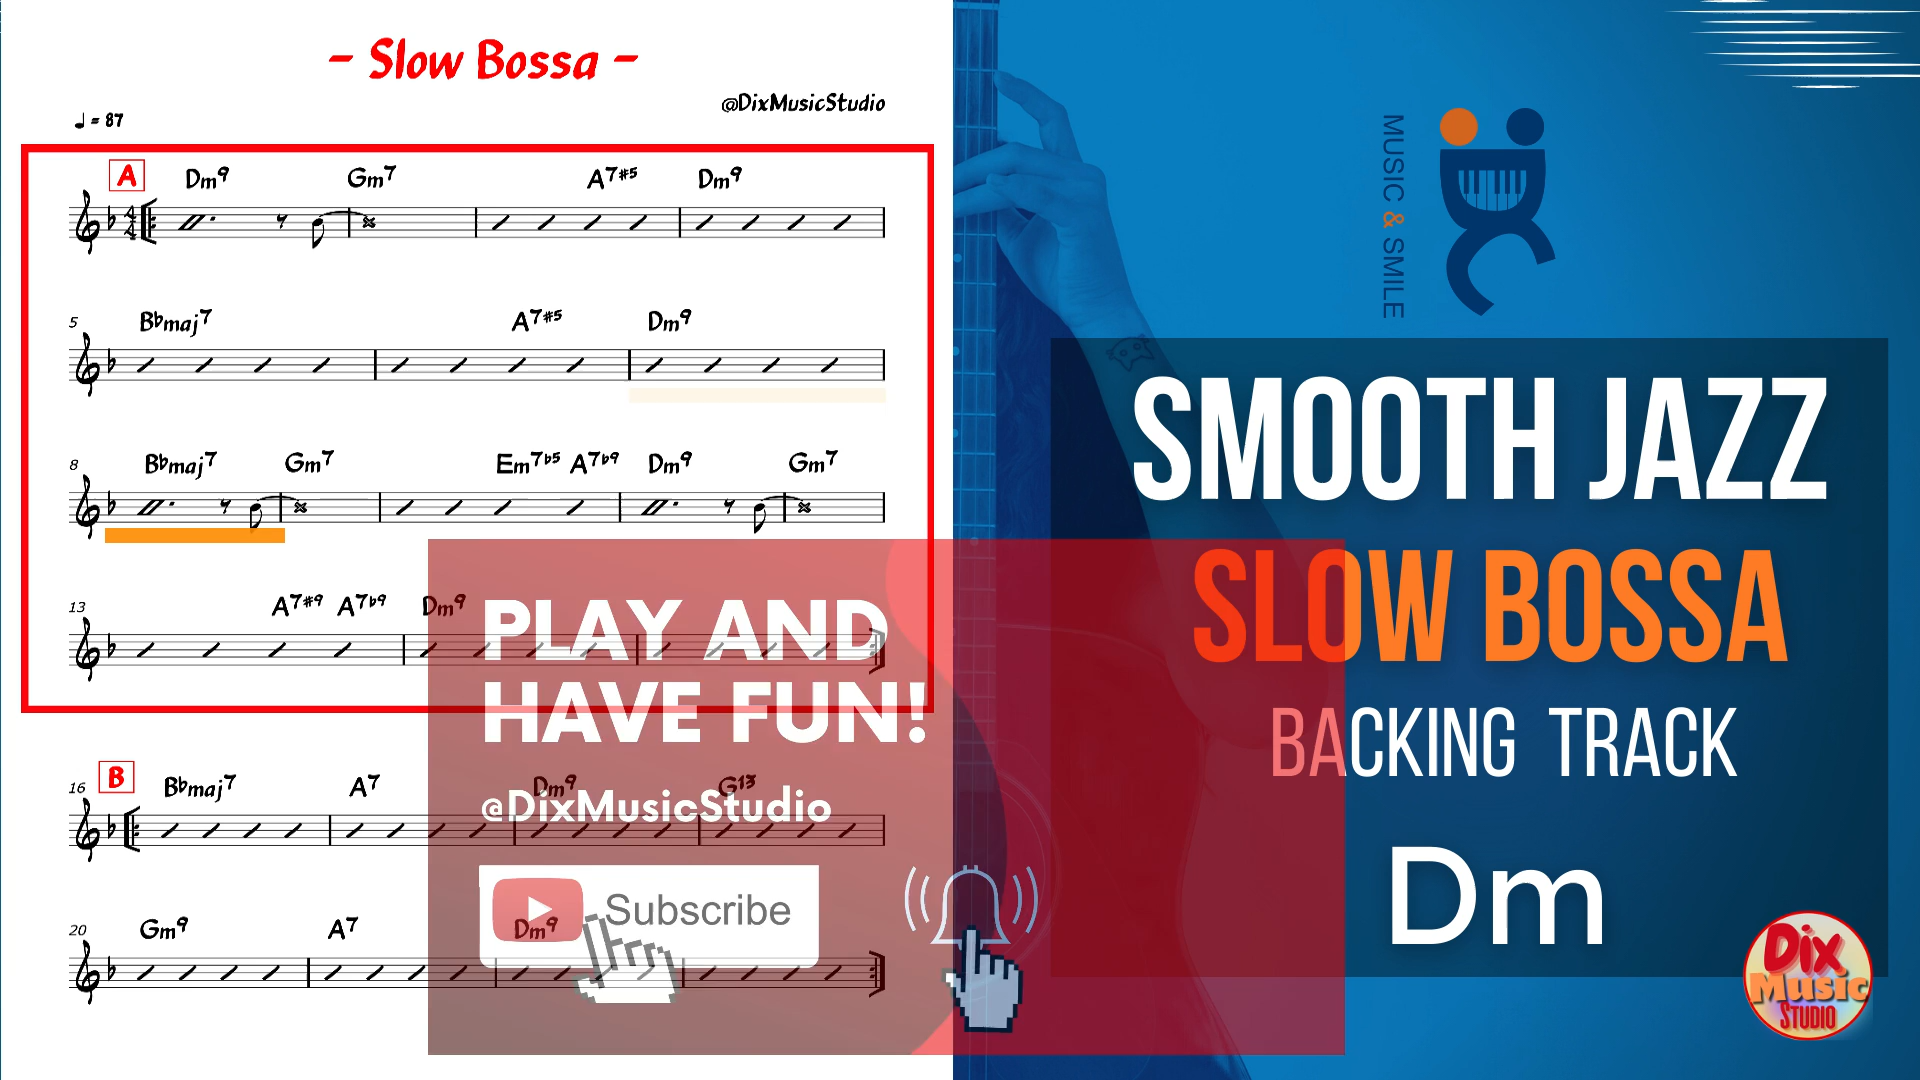 - Slow Bossa -
@DixMusicStudio
♩ = 87
A
Dm9 Gm7 A7#5 Dm9
4
4
5
B♭maj7 A7#5 Dm9
8
B♭maj7 Gm7 Em7♭5 A7♭9 Dm9 Gm7
13
A7#9 A7♭9 Dm9
16
B
B♭maj7 A7 Dm9 G13
20
Gm9 A7 Dm9
PLAY AND
HAVE FUN!
@DixMusicStudio
Subscribe
MUSIC & SMILE
SMOOTH JAZZ
SLOW BOSSA
BACKING TRACK
Dm
Dix
Music
STUDIO